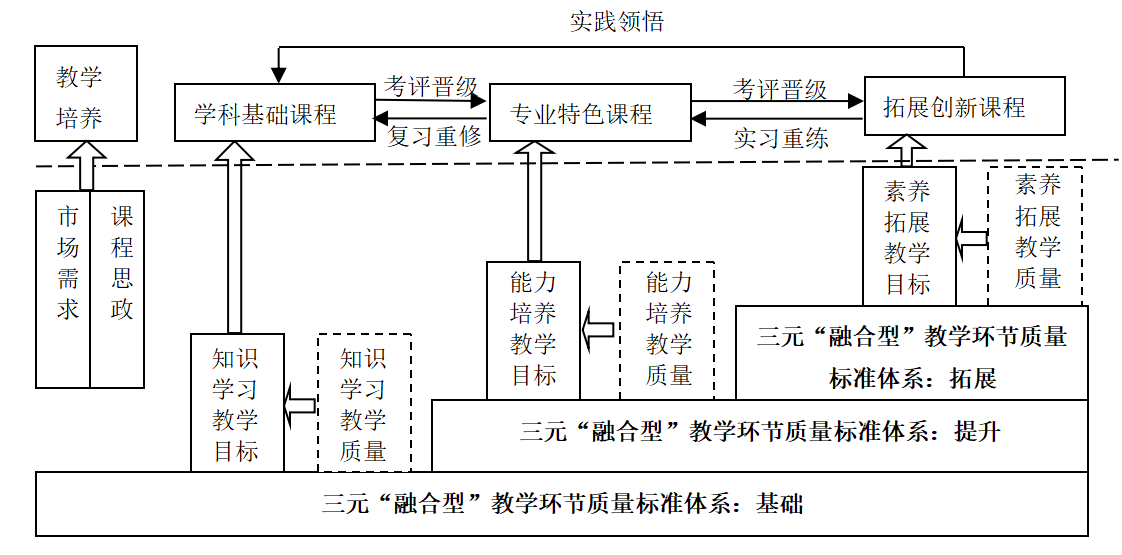 实践领悟
教学
培养
学科基础课程
考评晋级
复习重修
专业特色课程
考评晋级
实习重练
拓展创新课程
市
场
需
求
课
程
思
政
知识
学习
教学
目标
知识
学习
教学
质量
能力
培养
教学
目标
能力
培养
教学
质量
素养
拓展
教学
目标
素养
拓展
教学
质量
三元“融合型”教学环节质量
标准体系：拓展
三元“融合型”教学环节质量标准体系：提升
三元“融合型”教学环节质量标准体系：基础